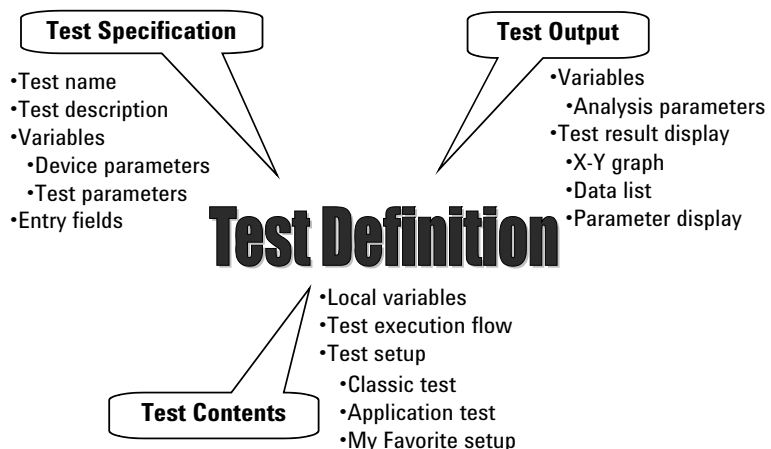 Test Specification
•Test name
•Test description
•Variables
•Device parameters
•Test parameters
•Entry fields
Test Output
•Variables
•Analysis parameters
•Test result display
•X-Y graph
•Data list
•Parameter display
Test Definition
Test Contents
•Local variables
•Test execution flow
•Test setup
•Classic test
•Application test
•My Favorite setup